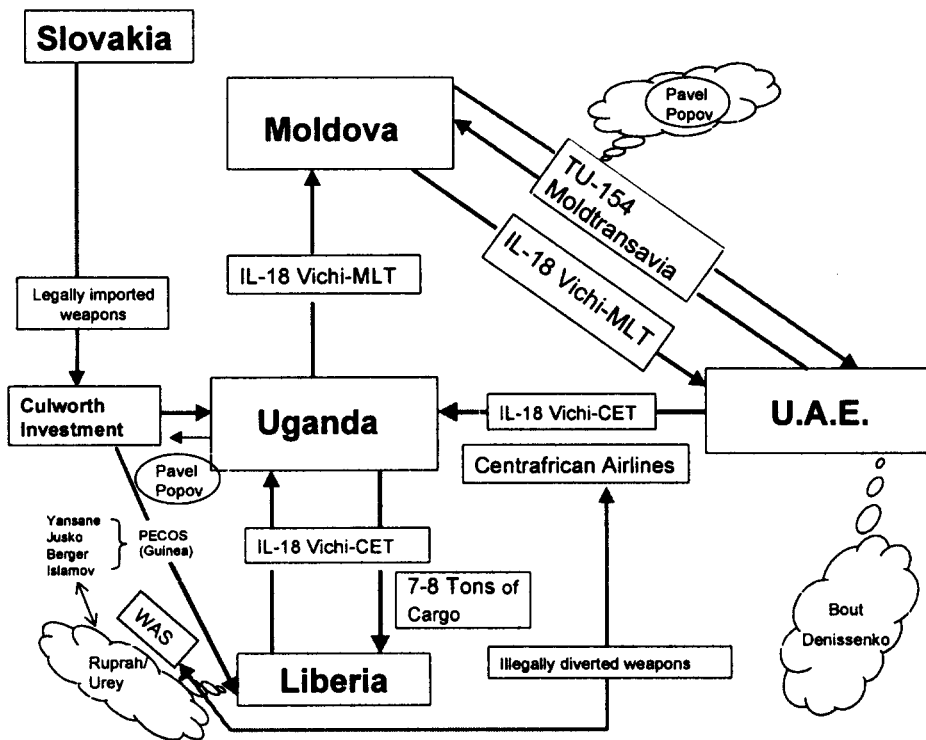 Slovakia
Moldova
Pavel
Popov
TU-154
Moldtransavia
IL-18 Vichi-MLT
IL-18 Vichi-MLT
Legally imported
weapons
Culworth
Investment
Uganda
IL-18 Vichi-CET
U.A.E.
Centrafrican Airlines
Pavel
Popov
Yansane
Jusko
Berger
Islamov
PECOS
(Guinea)
IL-18 Vichi-CET
7-8 Tons of
Cargo
WAS
Ruprah/
Urey
Liberia
Illegally diverted weapons
Bout
Denissenko